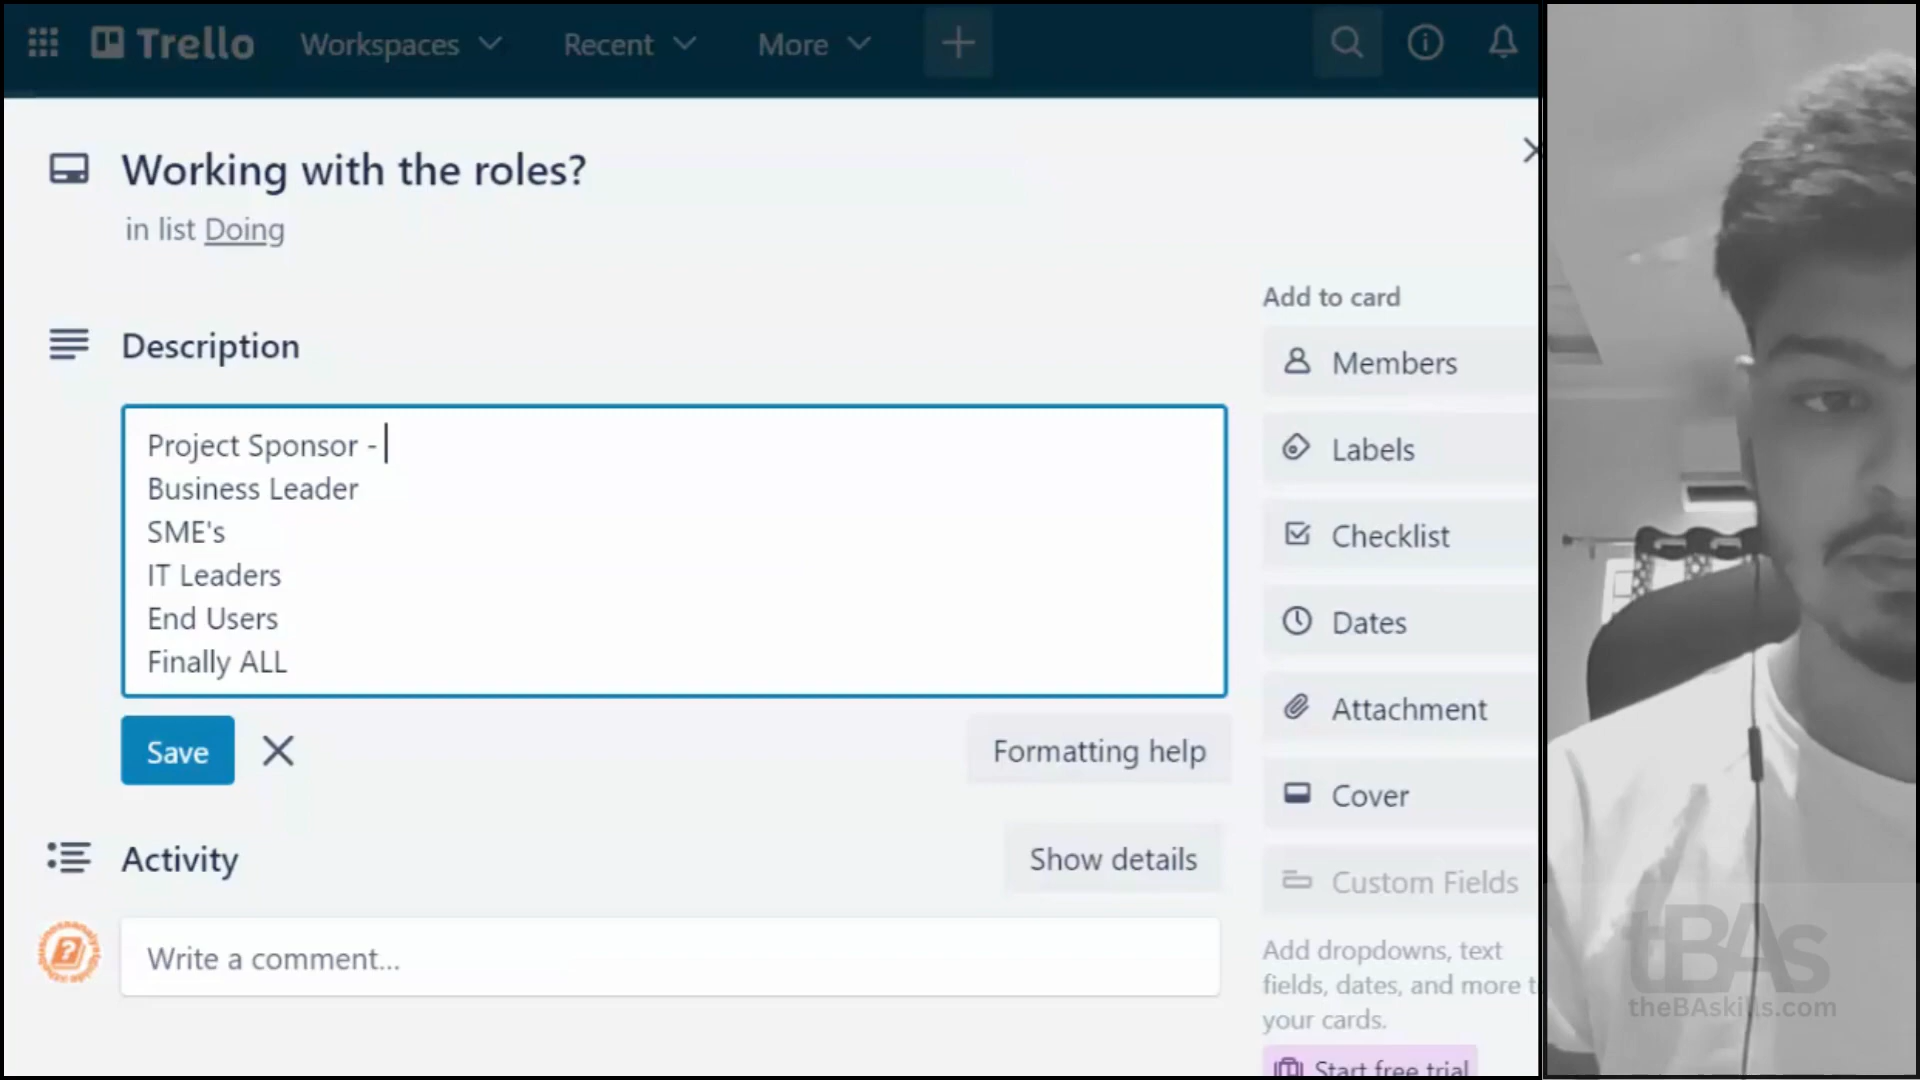 Trello
Workspaces
Recent
More
Working with the roles?
in list Doing
Description
Project Sponsor -
Business Leader
SME's
IT Leaders
End Users
Finally ALL
Save
Formatting help
Activity
Show details
Write a comment...
Add to card
Members
Labels
Checklist
Dates
Attachment
Cover
Custom Fields
Add dropdowns, text
fields, dates, and more t
your cards.
Start free trial
tBAs
theBAskills.com